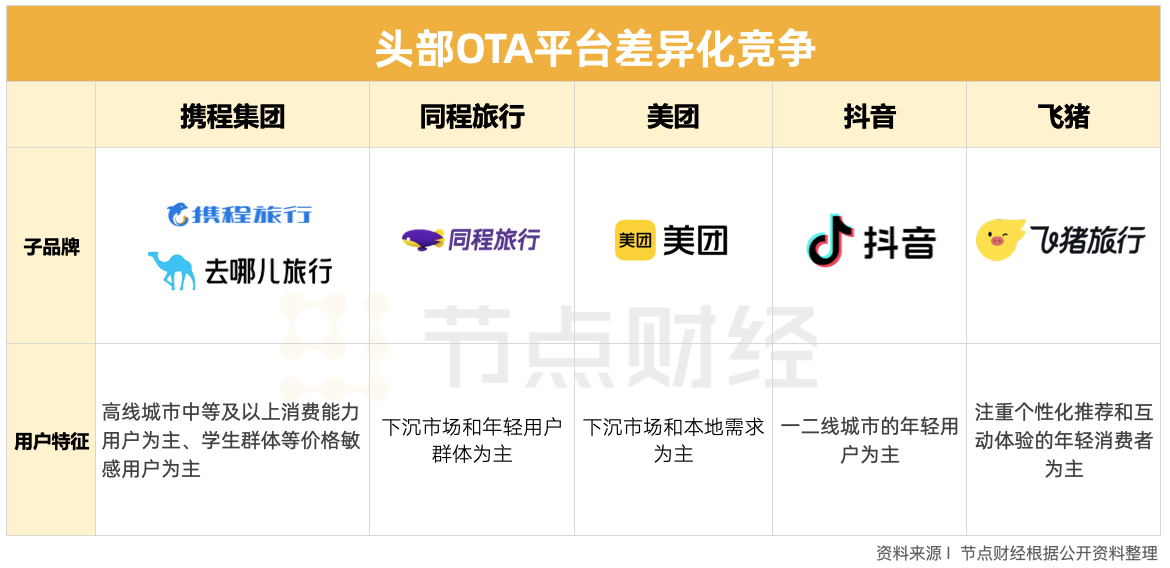 头部OTA平台差异化竞争
携程集团
同程旅行
美团
抖音
飞猪
子品牌
携程旅行
去哪儿旅行
同程旅行
美团
美团
抖音
飞猪旅行
节点财经
用户特征
高线城市中等及以上消费能力
用户为主、学生群体等价格敏
感用户为主
下沉市场和年轻用户
群体为主
下沉市场和本地需求
为主
一二线城市的年轻用
户为主
注重个性化推荐和互
动体验的年轻消费者
为主
资料来源 | 节点财经根据公开资料整理